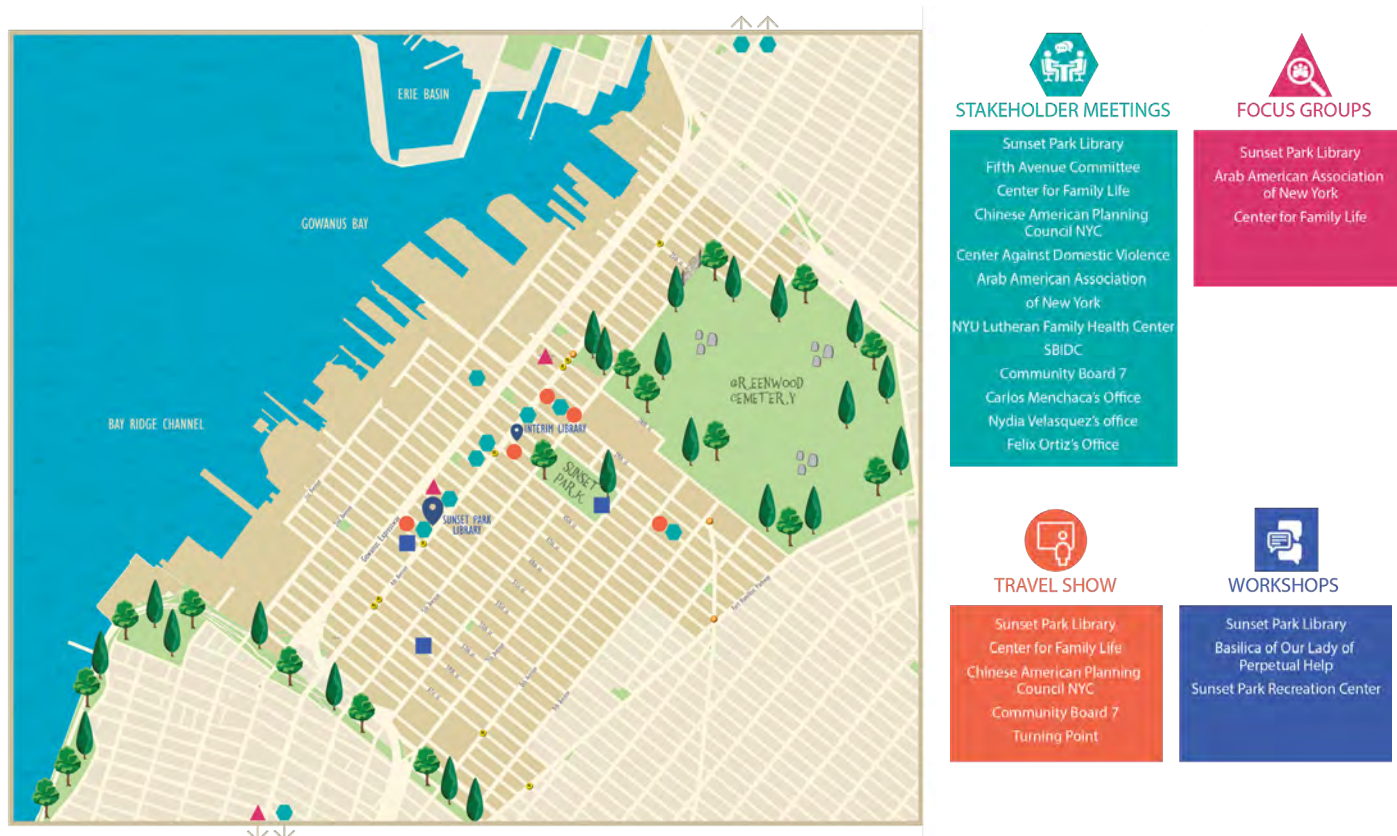 ERIE BASIN
GOWANUS BAY
BAY RIDGE CHANNEL
GREENWOOD
CEMETERY
INTERIM LIBRARY
SUNSET
PARK
SUNSET PARK
LIBRARY
Gowanus Expressway
Fort Hamilton Parkway
STAKEHOLDER MEETINGS
Sunset Park Library
Fifth Avenue Committee
Center for Family Life
Chinese American Planning
Council NYC
Center Against Domestic Violence
Arab American Association
of New York
NYU Lutheran Family Health Center
SBIDC
Community Board 7
Carlos Menchaca's Office
Nydia Velasquez's office
Felix Ortiz's Office
FOCUS GROUPS
Sunset Park Library
Arab American Association
of New York
Center for Family Life
TRAVEL SHOW
Sunset Park Library
Center for Family Life
Chinese American Planning
Council NYC
Community Board 7
Turning Point
WORKSHOPS
Sunset Park Library
Basilica of Our Lady of
Perpetual Help
Sunset Park Recreation Center